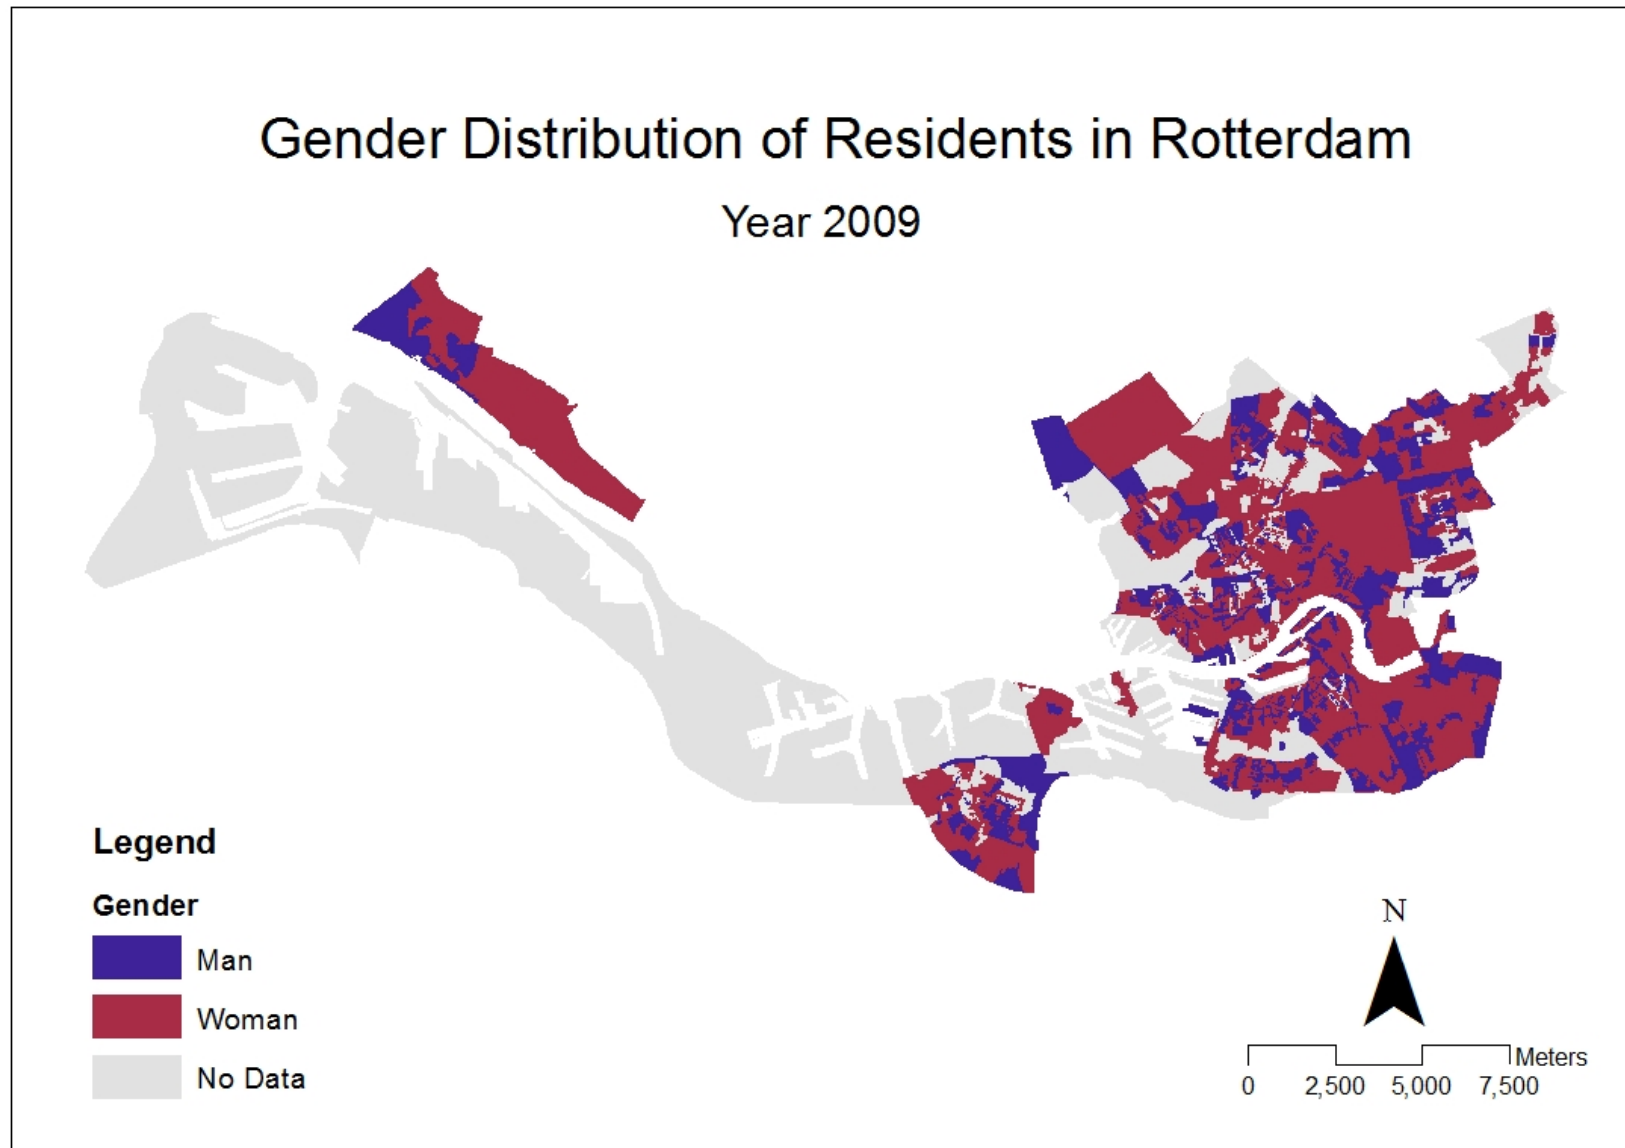 Gender Distribution of Residents in Rotterdam
Year 2009
Legend
Gender
Man
Woman
No Data
N
Meters
0 2,500 5,000 7,500